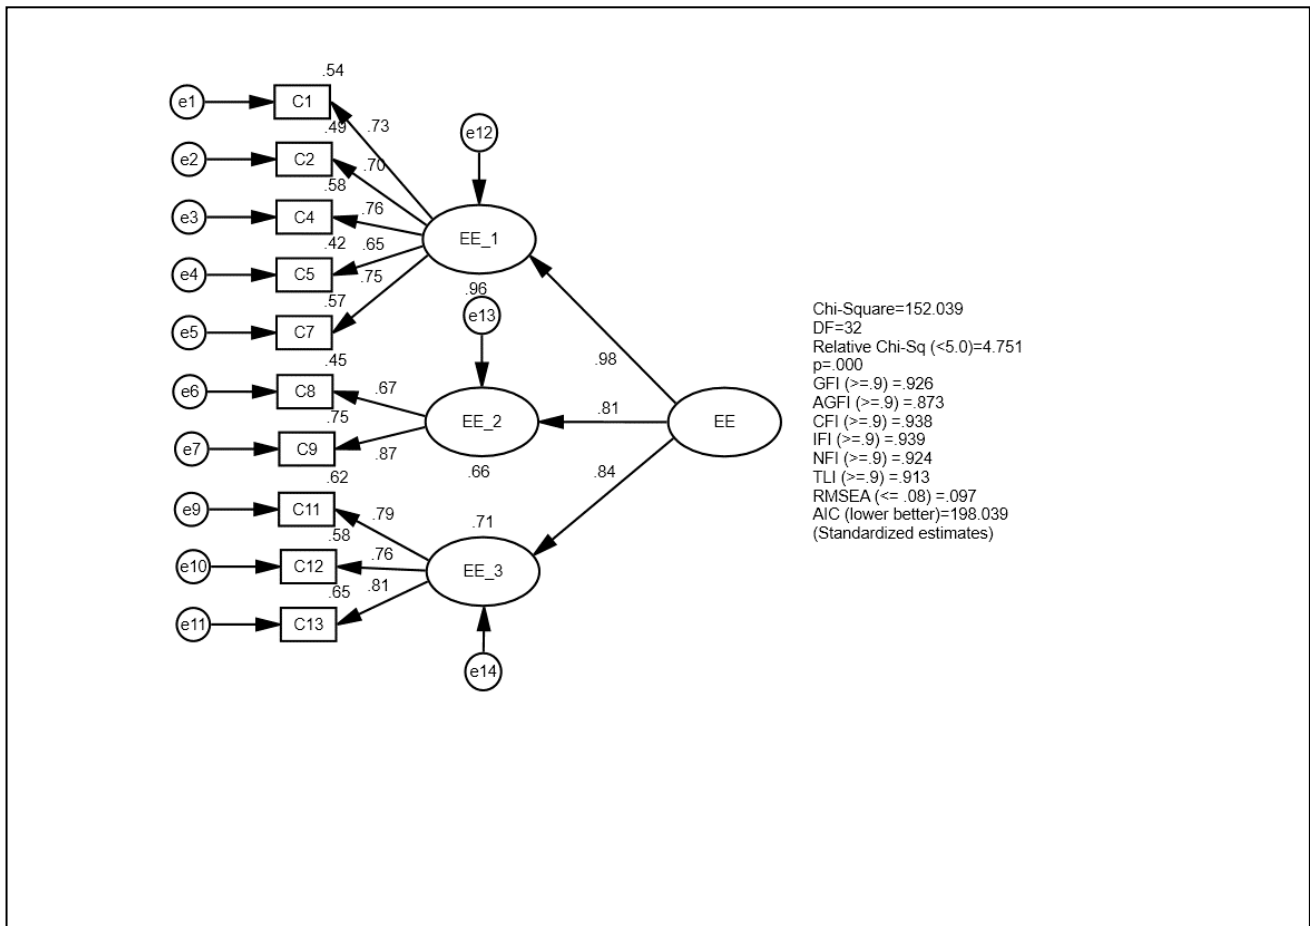 .54
e1
C1
.73
e12
.49
e2
C2
.70
.58
e3
C4
.76
EE_1
.42
e4
C5
.65
.75
.96
.57
e5
C7
e13
.45
.98
e6
C8
.67
.75
EE_2
.81
EE
e7
C9
.87
.66
.62
.84
e9
C11
.79
.71
.58
e10
C12
.76
EE_3
.65
.81
e11
C13
e14
Chi-Square=152.039
DF=32
Relative Chi-Sq (<5.0)=4.751
p=.000
GFI (>=.9) =.926
AGFI (>=.9) =.873
CFI (>=.9) =.938
IFI (>=.9) =.939
NFI (>=.9) =.924
TLI (>=.9) =.913
RMSEA (<= .08) =.097
AIC (lower better)=198.039
(Standardized estimates)